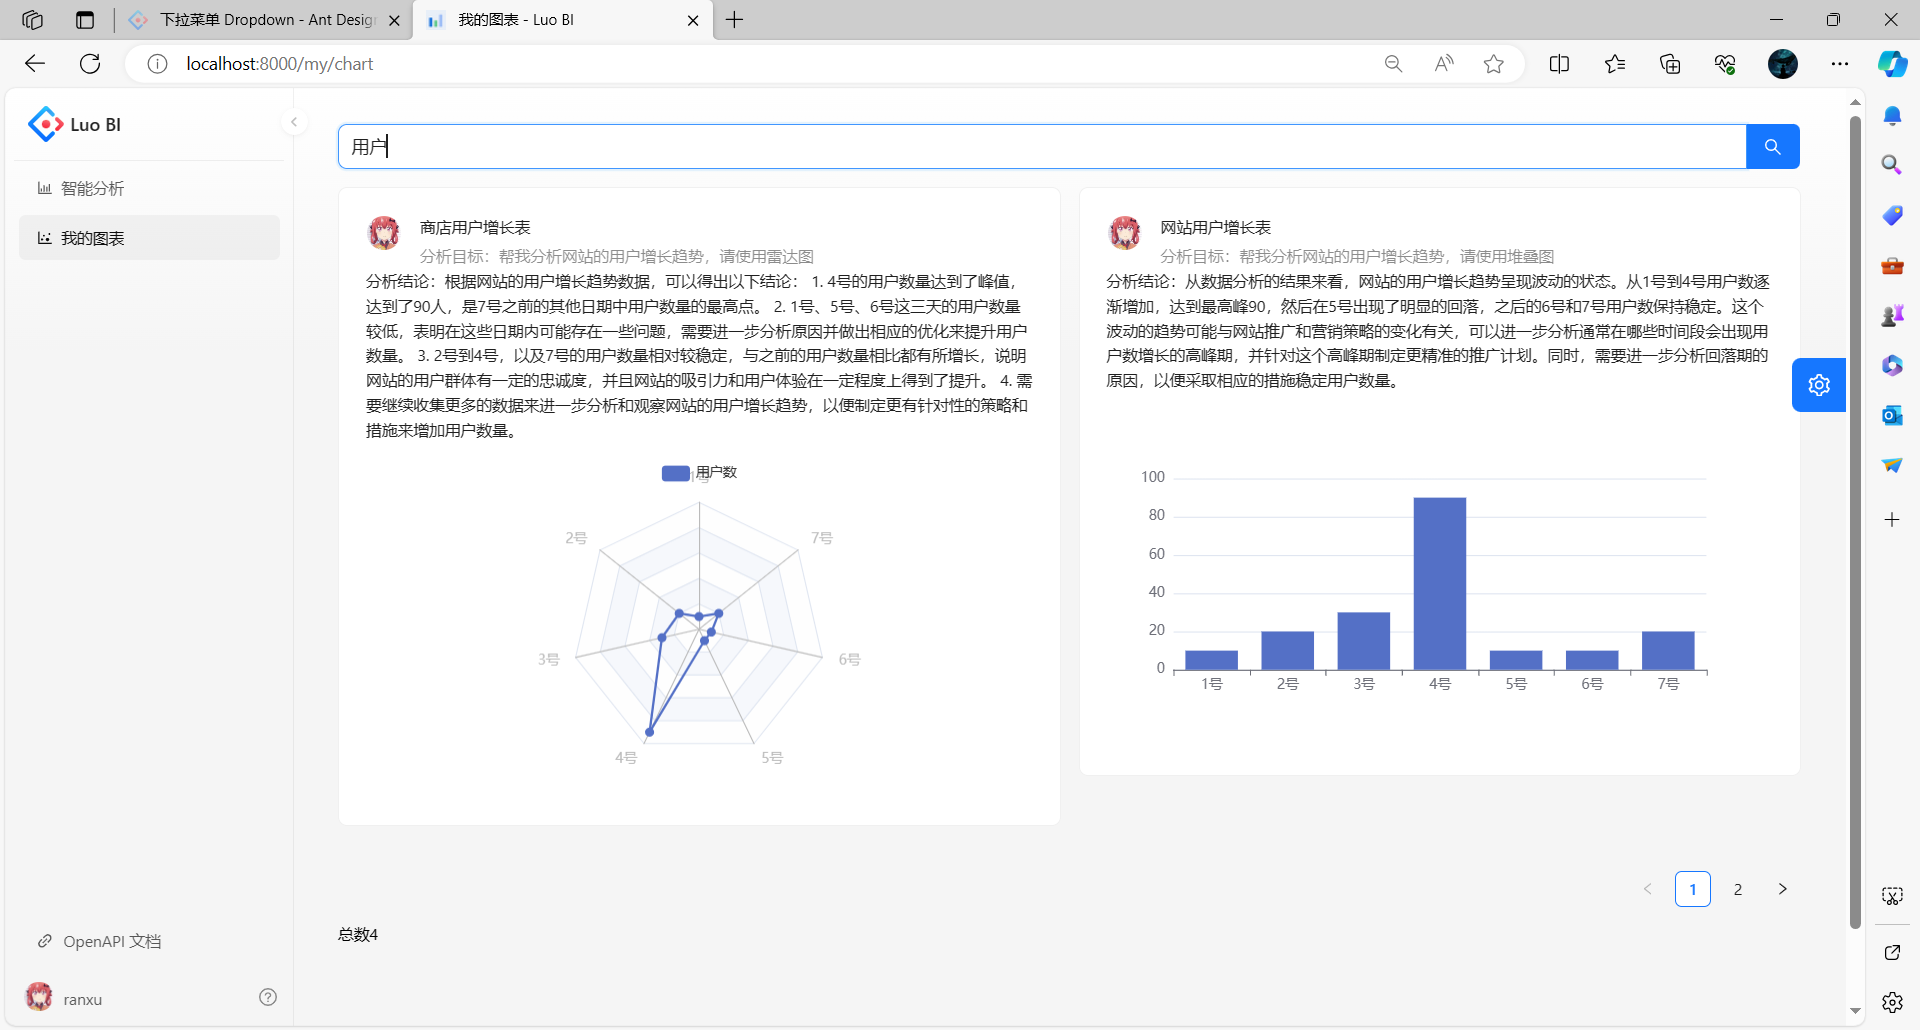 下拉菜单 Dropdown - Ant Desig
我的图表 - Luo BI
localhost:8000/my/chart
Luo BI
智能分析
我的图表
OpenAPI 文档
ranxu
用户
商店用户增长表
分析目标：帮我分析网站的用户增长趋势，请使用雷达图
分析结论：根据网站的用户增长趋势数据，可以得出以下结论： 1. 4号的用户数量达到了峰值，
达到了90人，是7号之前的其他日期中用户数量的最高点。 2. 1号、5号、6号这三天的用户数量
较低，表明在这些日期内可能存在一些问题，需要进一步分析原因并做出相应的优化来提升用户
数量。 3. 2号到4号，以及7号的用户数量相对较稳定，与之前的用户数量相比都有所增长，说明
网站的用户群体有一定的忠诚度，并且网站的吸引力和用户体验在一定程度上得到了提升。 4. 需
要继续收集更多的数据来进一步分析和观察网站的用户增长趋势，以便制定更有针对性的策略和
措施来增加用户数量。
用户数
1号
2号
7号
3号
6号
4号
5号
网站用户增长表
分析目标：帮我分析网站的用户增长趋势，请使用堆叠图
分析结论：从数据分析的结果来看，网站的用户增长趋势呈现波动的状态。从1号到4号用户数逐
渐增加，达到最高峰90，然后在5号出现了明显的回落，之后的6号和7号用户数保持稳定。这个
波动的趋势可能与网站推广和营销策略的变化有关，可以进一步分析通常在哪些时间段会出现用
户数增长的高峰期，并针对这个高峰期制定更精准的推广计划。同时，需要进一步分析回落期的
原因，以便采取相应的措施稳定用户数量。
100
80
60
40
20
0
1号 2号 3号 4号 5号 6号 7号
1 2
总数4